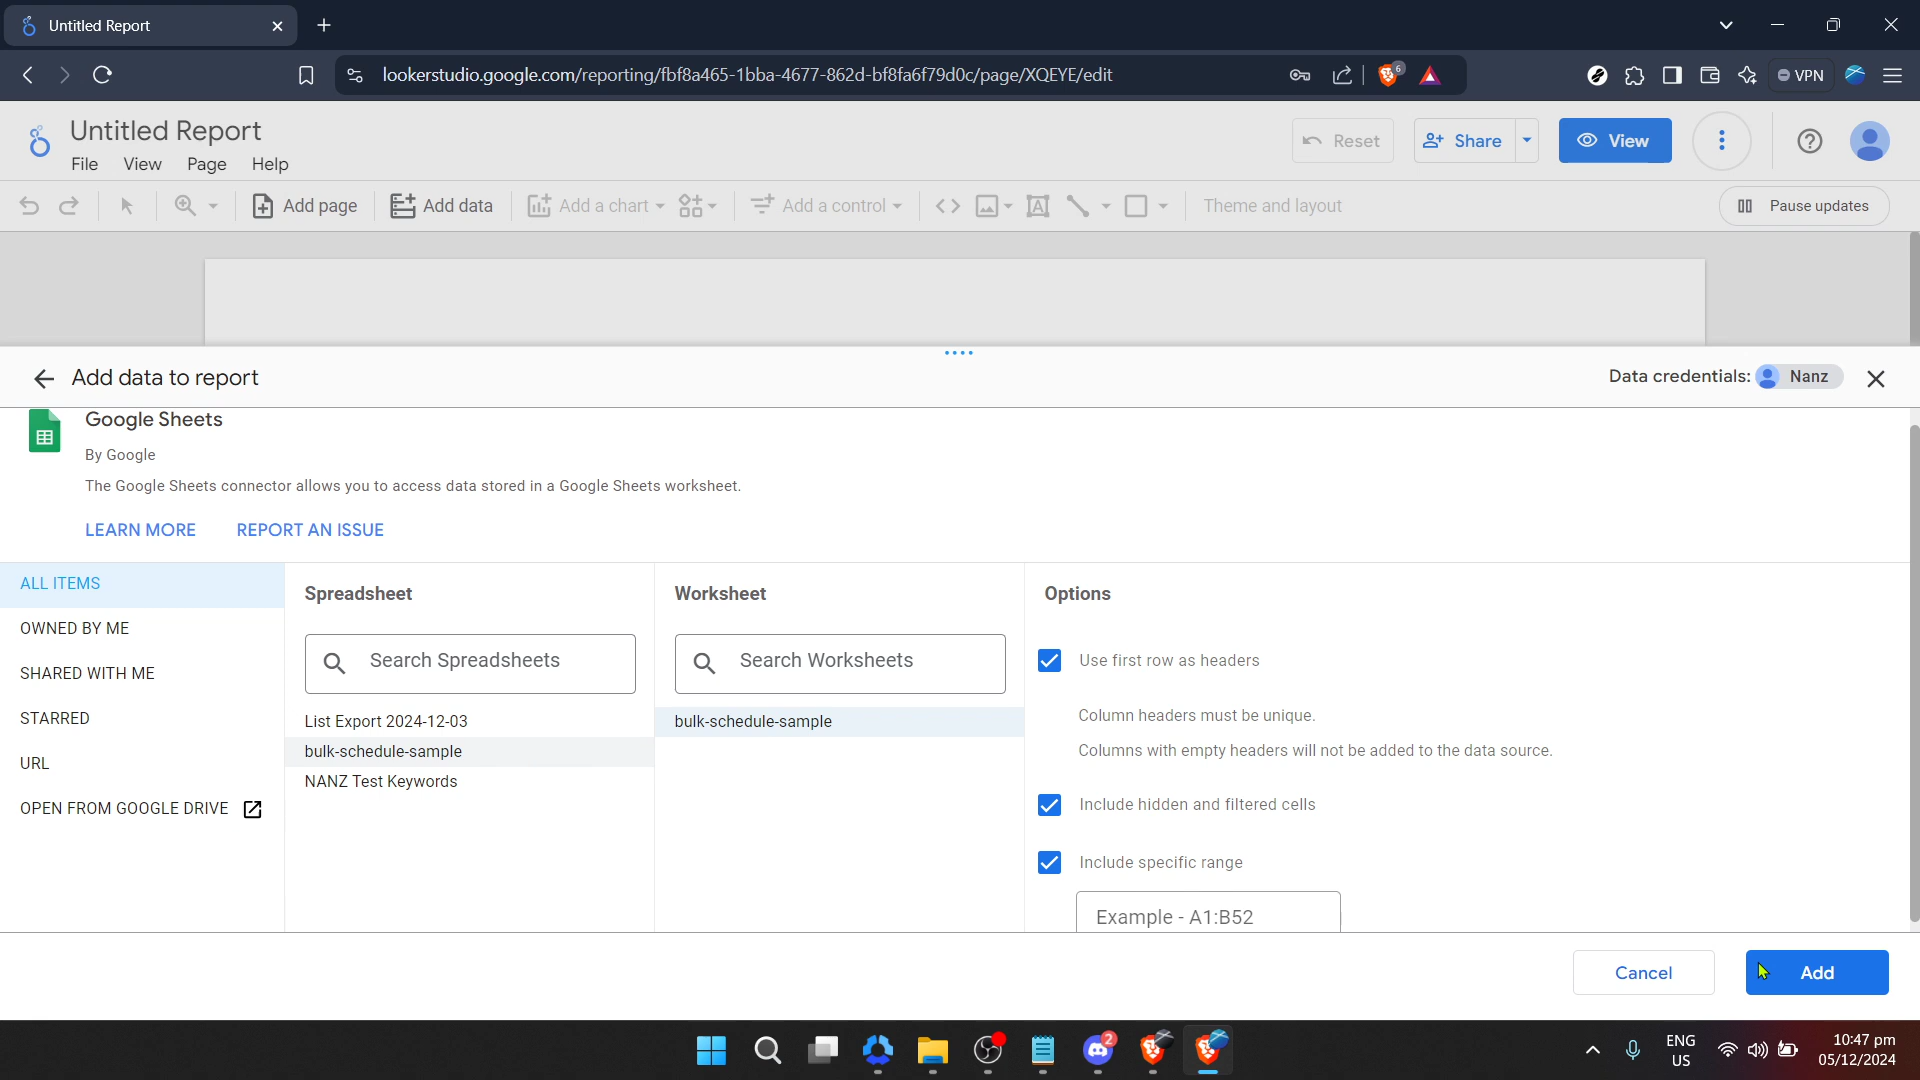 Untitled Report
lookerstudio.google.com/reporting/fbf8a465-1bba-4677-862d-bf8fa6f79d0c/page/XQEYE/edit
6
VPN
Untitled Report
File View Page Help
Reset
Share
View
Add page
Add data
Add a chart
Add a control
Theme and layout
Pause updates
Add data to report
Data credentials: Nanz
Google Sheets
By Google
The Google Sheets connector allows you to access data stored in a Google Sheets worksheet.
LEARN MORE REPORT AN ISSUE
ALL ITEMS
OWNED BY ME
SHARED WITH ME
STARRED
URL
OPEN FROM GOOGLE DRIVE
Spreadsheet
Search Spreadsheets
List Export 2024-12-03
bulk-schedule-sample
NANZ Test Keywords
Worksheet
Search Worksheets
bulk-schedule-sample
Options
Use first row as headers
Column headers must be unique.
Columns with empty headers will not be added to the data source.
Include hidden and filtered cells
Include specific range
Example - A1:B52
Cancel
Add
2
ENG
US
10:47 pm
05/12/2024